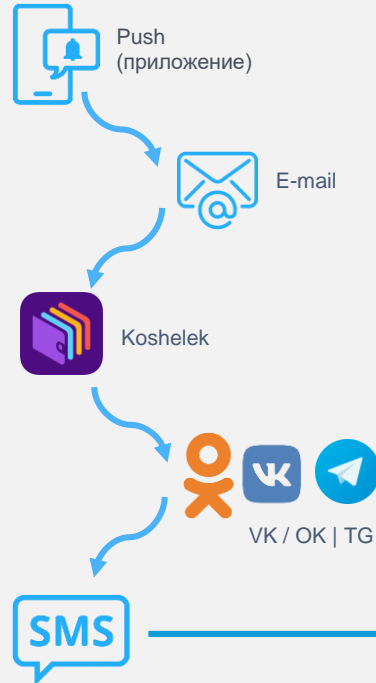 Push
(приложение)
E-mail
@
Koshelek
VK / OK | TG
SMS